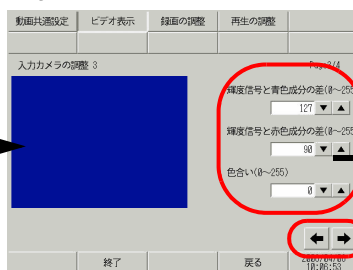 動画共通設定 ビデオ表示 録画の調整 再生の調整
入力カメラの調整 3 Page3/4
輝度信号と青色成分の差(0~255
127
輝度信号と赤色成分の差(0~255
90
色合い(0~255)
0
終了 戻る
10:06:53